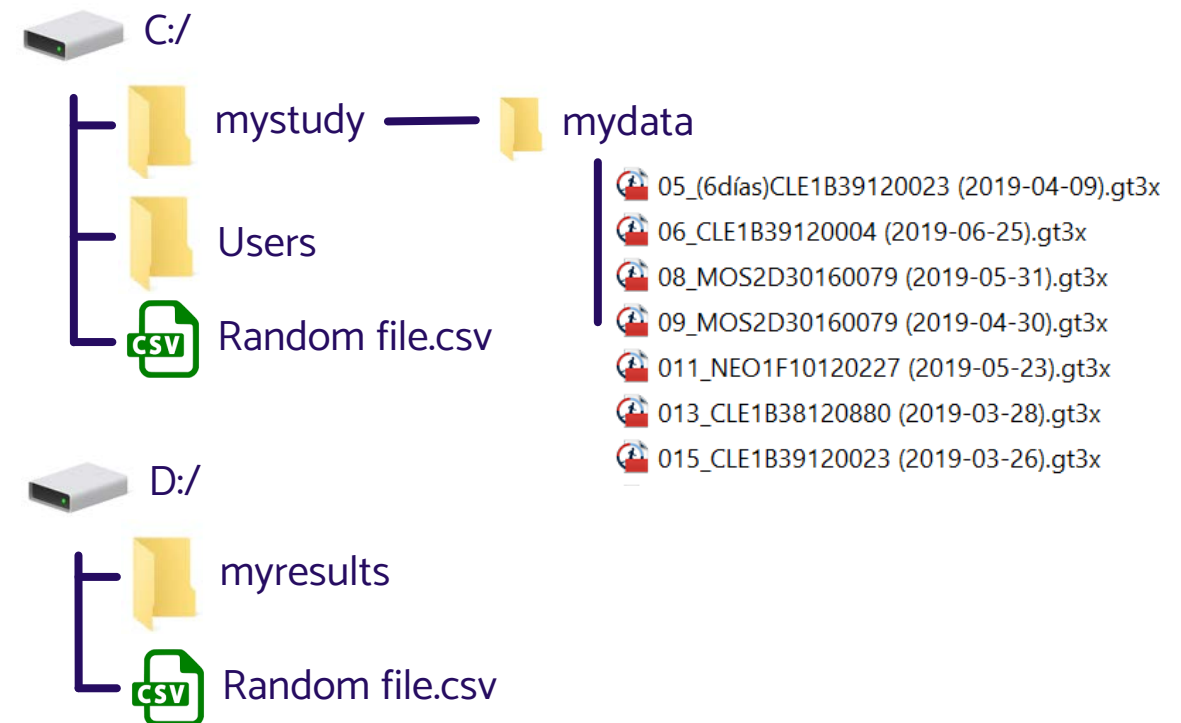 C:/
mystudy
mydata
05_(6días)CLE1B39120023 (2019-04-09).gt3x
06_CLE1B39120004 (2019-06-25).gt3x
08_MOS2D30160079 (2019-05-31).gt3x
09_MOS2D30160079 (2019-04-30).gt3x
011_NEO1F10120227 (2019-05-23).gt3x
013_CLE1B38120880 (2019-03-28).gt3x
015_CLE1B39120023 (2019-03-26).gt3x
Users
CSV
Random file.csv
D:/
myresults
CSV
Random file.csv